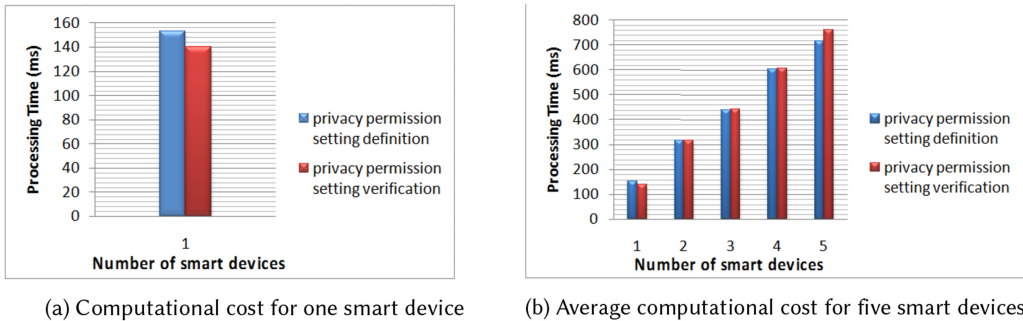 160
140
120
100
80
60
40
20
0
Processing Time (ms)
1
Number of smart devices
privacy permission
setting definition
privacy permission
setting verification
(a) Computational cost for one smart device
800
700
600
500
400
300
200
100
0
Processing Time (ms)
1 2 3 4 5
Number of smart devices
privacy permission
setting definition
privacy permission
setting verification
(b) Average computational cost for five smart devices